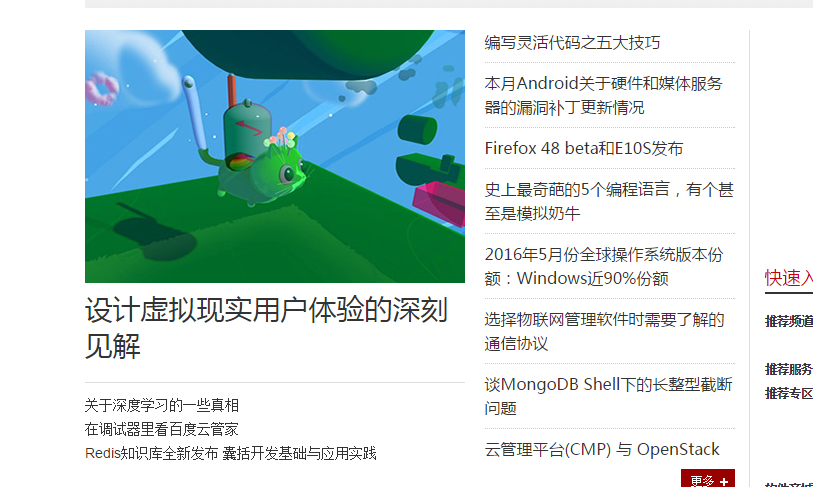 设计虚拟现实用户体验的深刻
见解
关于深度学习的一些真相
在调试器里看百度云管家
Redis知识库全新发布 囊括开发基础与应用实践
编写灵活代码之五大技巧
本月Android关于硬件和媒体服务
器的漏洞补丁更新情况
Firefox 48 beta和E10S发布
史上最奇葩的5个编程语言，有个甚
至是模拟奶牛
2016年5月份全球操作系统版本份
额：Windows近90%份额
选择物联网管理软件时需要了解的
通信协议
谈MongoDB Shell下的长整型截断
问题
云管理平台(CMP) 与 OpenStack
更多 +
快速入
推荐频道
推荐服务
推荐专区